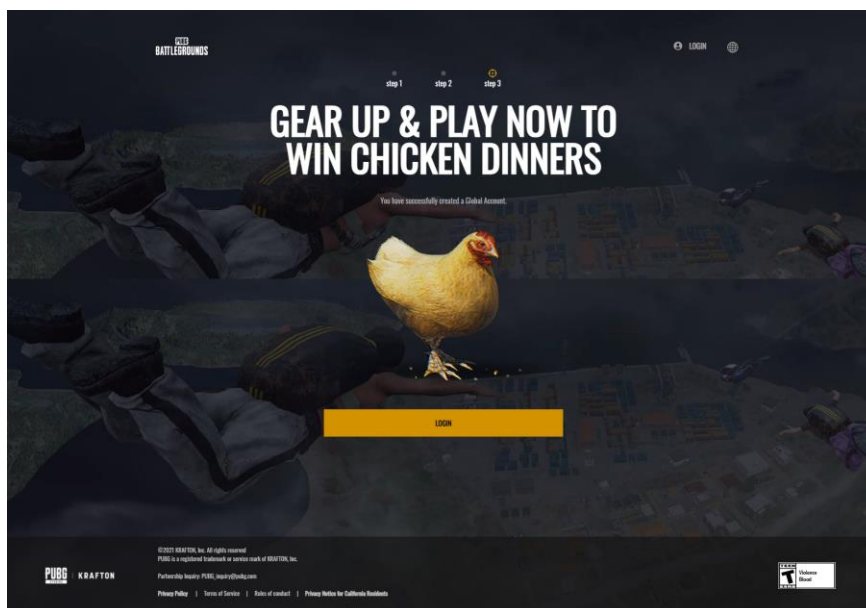 PUBG
BATTLEGROUNDS
LOGIN
step 1
step 2
step 3
GEAR UP & PLAY NOW TO
WIN CHICKEN DINNERS
You have successfully created a Global Account.
LOGIN
©2021 KRAFTON, Inc. All rights reserved
PUBG is a registered trademark or service mark of KRAFTON, Inc.
Partnership Inquiry: PUBG_inquiry@pubg.com
Privacy Policy | Terms of Service | Rules of conduct | Privacy Notice for California Residents
PUBG
KRAFTON
TEEN
T
Violence
Blood